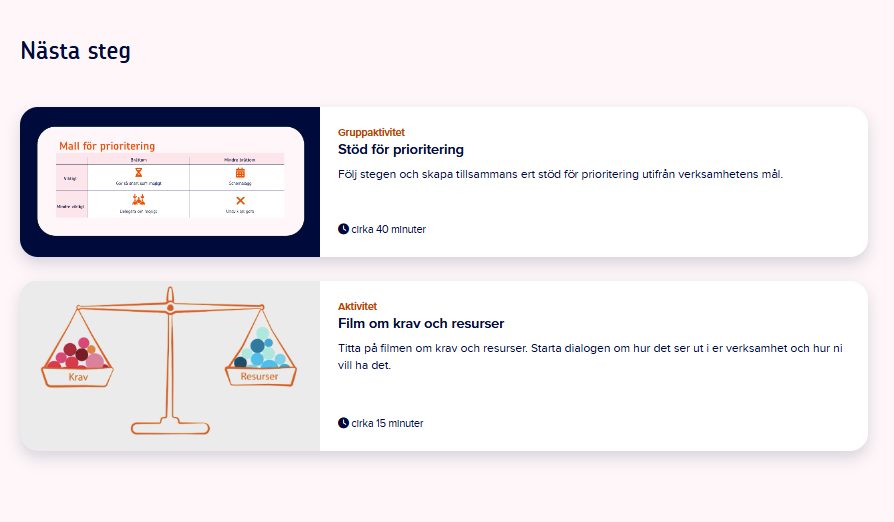 Nästa steg
Mall för prioritering
Bråttom
Mindre bråttom
Viktigt
Gör så snart som möjligt
Schemalägg
Mindre viktigt
Delegera om möjligt
Undvik att göra
Gruppaktivitet
Stöd för prioritering
Följ stegen och skapa tillsammans ert stöd för prioritering utifrån verksamhetens mål.
cirka 40 minuter
Krav
Resurser
Aktivitet
Film om krav och resurser
Titta på filmen om krav och resurser. Starta dialogen om hur det ser ut i er verksamhet och hur ni
vill ha det.
cirka 15 minuter